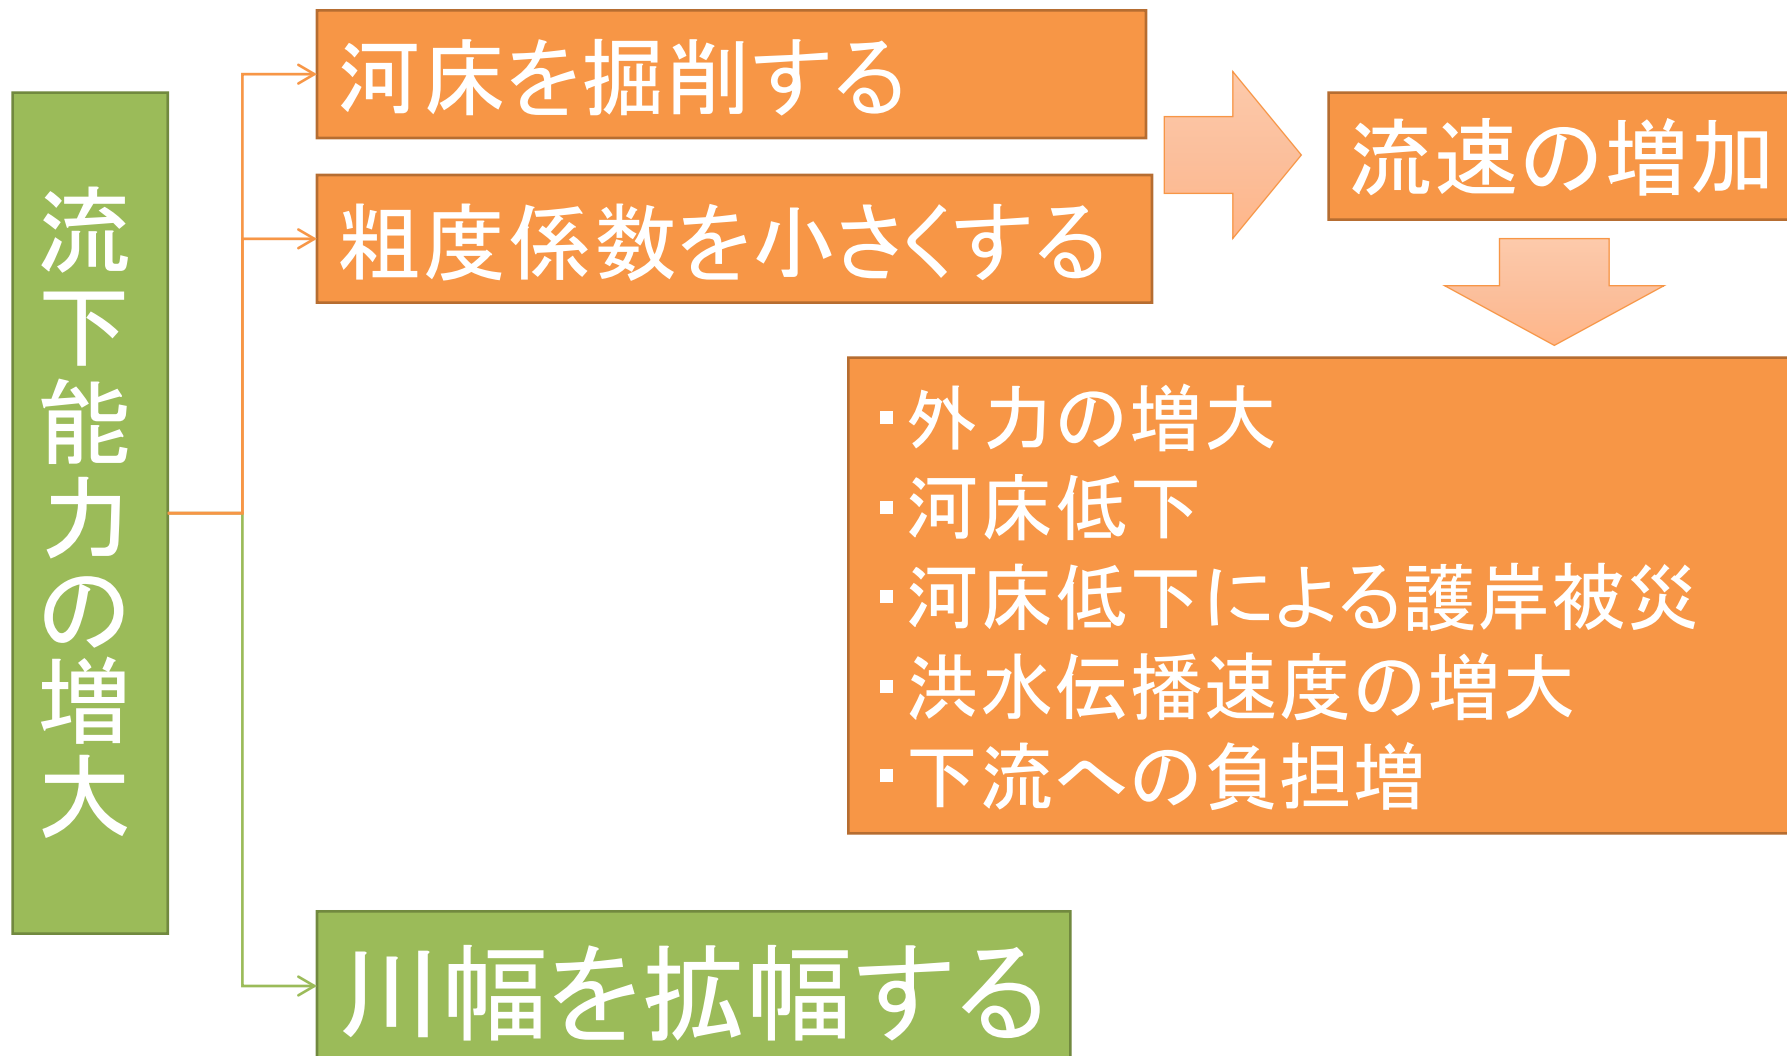 流下能力の増大
河床を掘削する
粗度係数を小さくする
流速の増加
▪外力の増大
▪河床低下
▪河床低下による護岸被災
▪洪水伝播速度の増大
▪下流への負担増
川幅を拡幅する